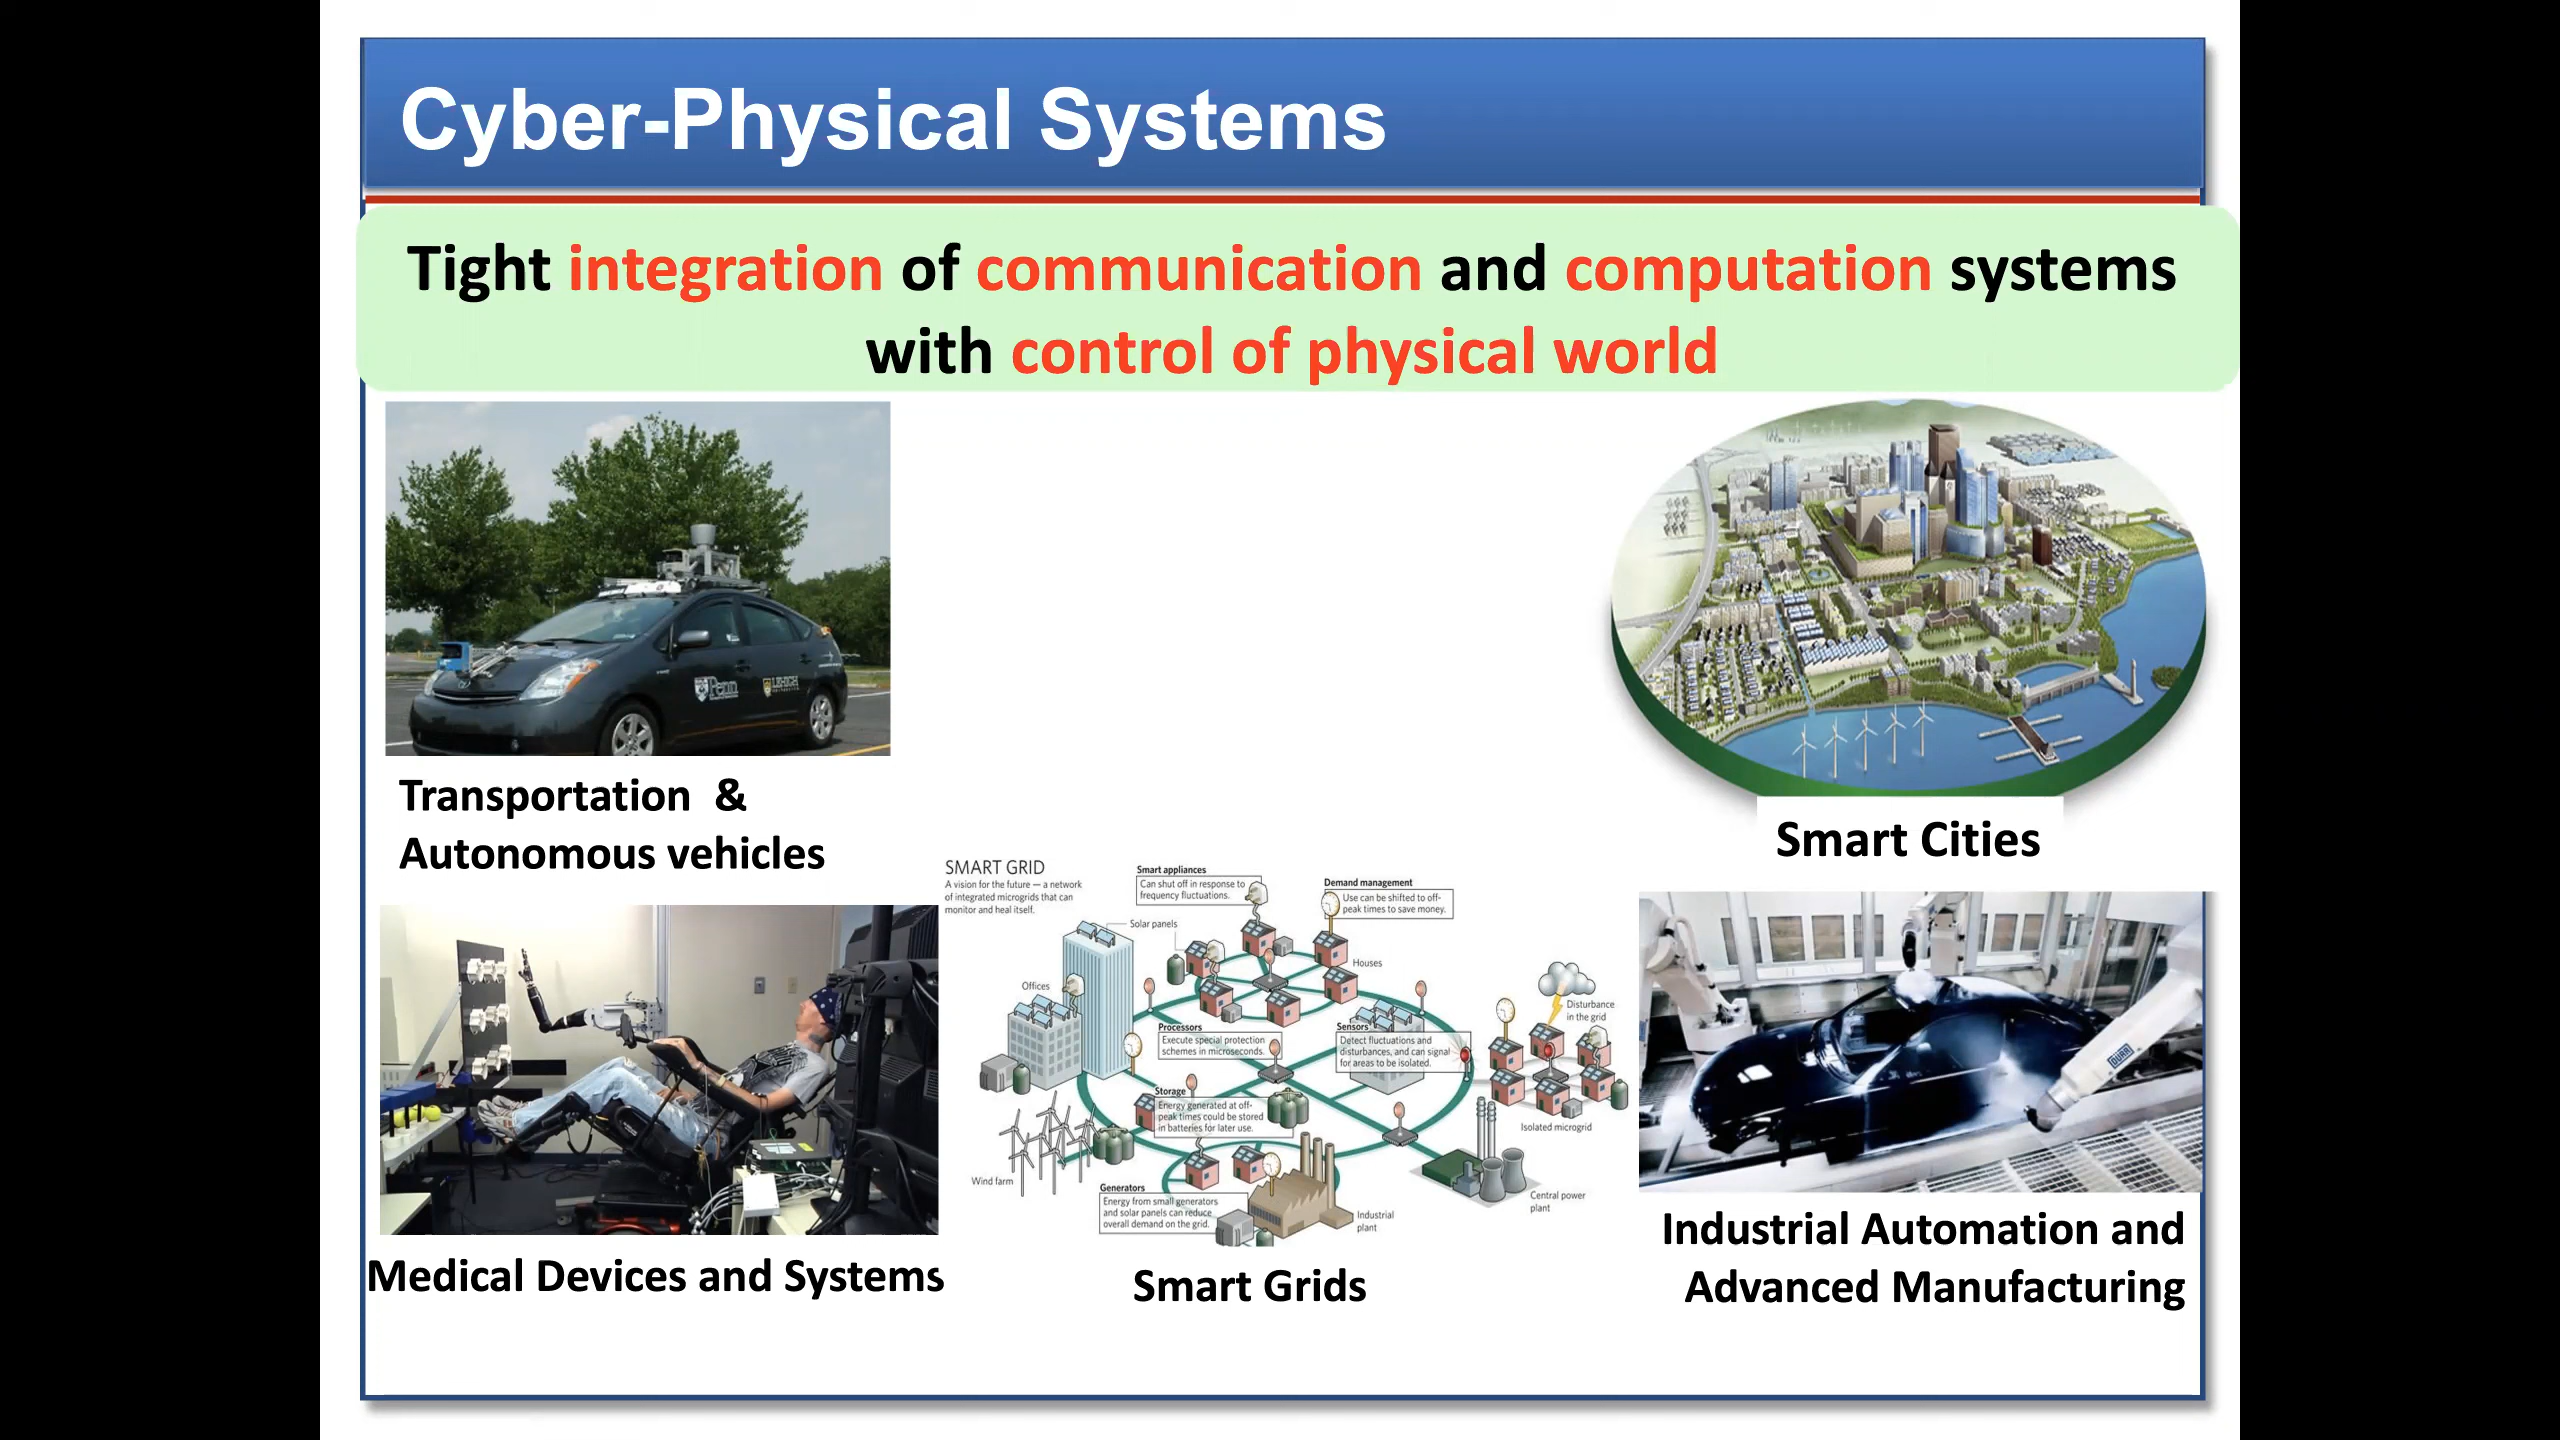 Cyber-Physical Systems
Tight integration of communication and computation systems
with control of physical world
Penn
LEHIGH
Transportation &
Autonomous vehicles
Smart Cities
SMART GRID
A vision for the future — a network
of integrated microgrids that can
monitor and heal itself.
Smart appliances
Can shut off in response to
frequency fluctuations.
Demand management
Use can be shifted to off-
peak times to save money.
Solar panels
Houses
Offices
Disturbance
in the grid
Processors
Execute special protection
schemes in microseconds.
Sensors
Detect fluctuations and
disturbances, and can signal
for areas to be isolated.
Storage
Energy generated at off-
peak times could be stored
in batteries for later use.
Isolated microgrid
Wind farm
Generators
Energy from small generators
and solar panels can reduce
overall demand on the grid.
Industrial
plant
Central power
plant
DÜRR
Medical Devices and Systems
Smart Grids
Industrial Automation and
Advanced Manufacturing